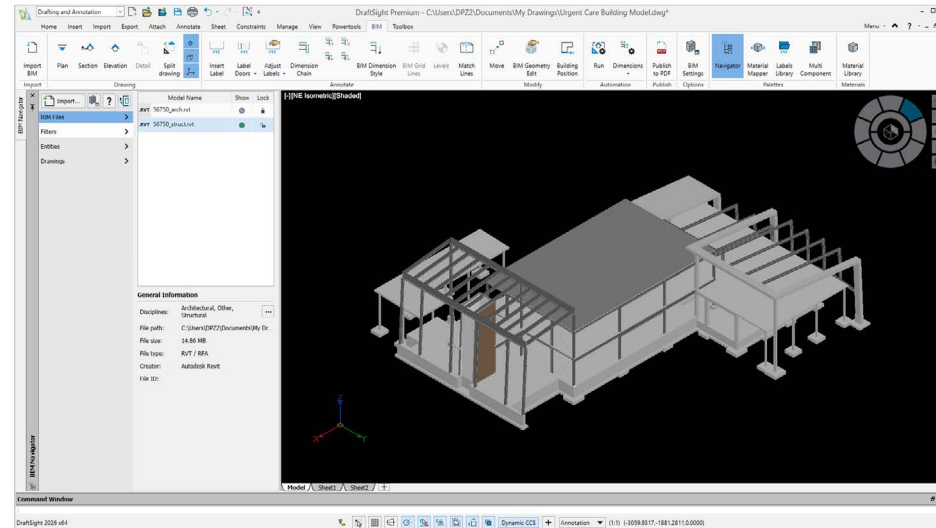 Drafting and Annotation
DraftSight Premium - C:\Users\DPZ2\Documents\My Drawings\Urgent Care Building Model.dwg*
Home Insert Import Export Attach Annotate Sheet Constraints Manage View Powertools BIM Toolbox
Menu
Import BIM
Plan Section Elevation Detail Split drawing
Insert Label Label Doors Adjust Labels Dimension Chain
BIM Dimension Style BIM Grid Lines Levels Match Lines
Move BIM Geometry Edit Building Position
Run Dimensions
Publish to PDF
BIM Settings
Navigator Material Mapper Labels Library Multi Component
Material Library
Import Drawing Annotate Modify Automation Publish Options Palettes Materials
BIM Navigator
Import...
BIM Files
Filters
Entities
Drawings
Model Name Show Lock
.RVT 56750_arch.rvt
.RVT 56750_struct.rvt
General Information
Disciplines: Architectural, Other, Structural
File path: C:\Users\DPZ2\Documents\My Dr...
File size: 14.86 MB
File type: RVT / RFA
Creator: Autodesk Revit
File ID:
BIM Navigator
[-][NE Isometric][Shaded]
Z
X
Y
Model Sheet1 Sheet2
Command Window
DraftSight 2026 x64
Dynamic CCS
Annotation
(1:1) (-3059.9317,-1881.2811,0.0000)